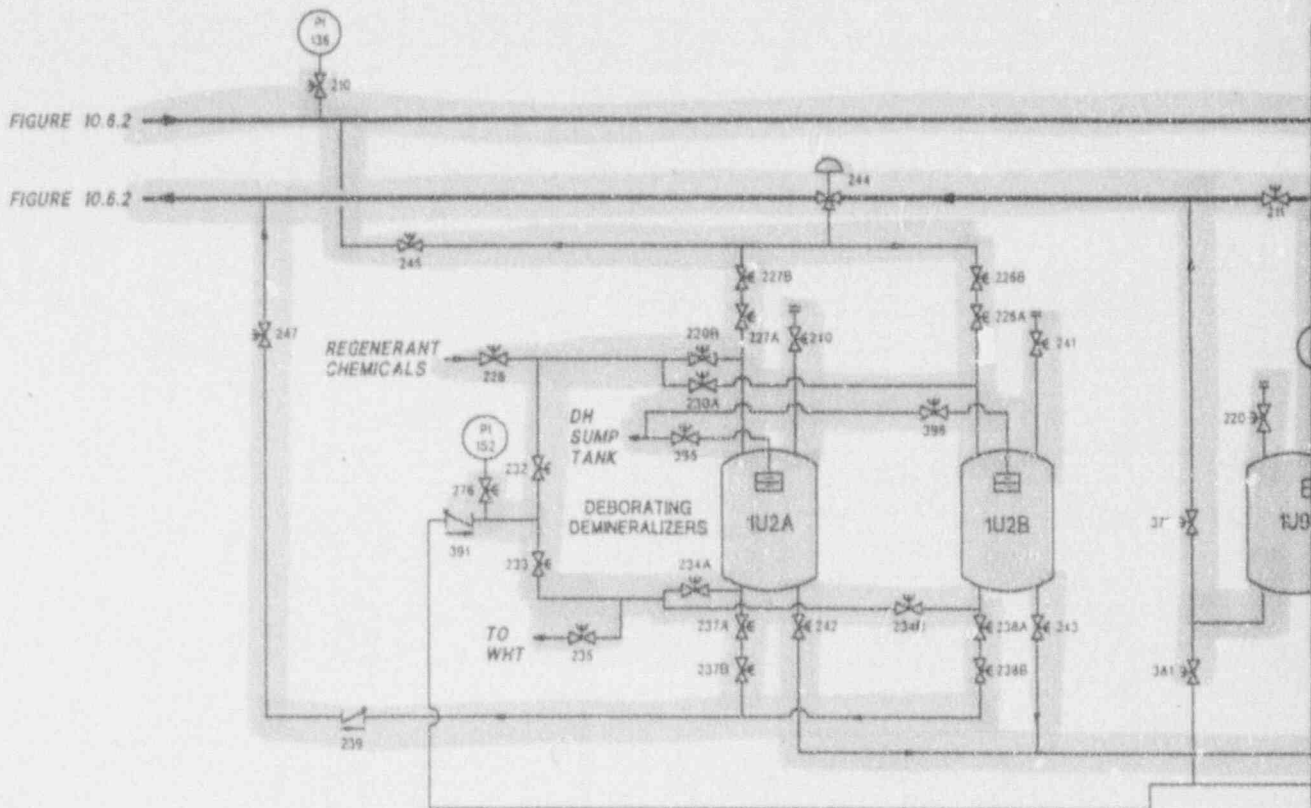 PI
136
210
FIGURE 10.6.2
FIGURE 10.6.2
244
211
245
227B
226B
247
227A
240
226A
241
REGENERANT
CHEMICALS
228
230A
220
DH
SUMP
TANK
395
396
PI
152
232
276
DEBORATING
DEMINERALIZERS
1U2A
1U2B
391
233
234A
TO
WHT
235
237A
242
238A
243
237B
238B
381
239